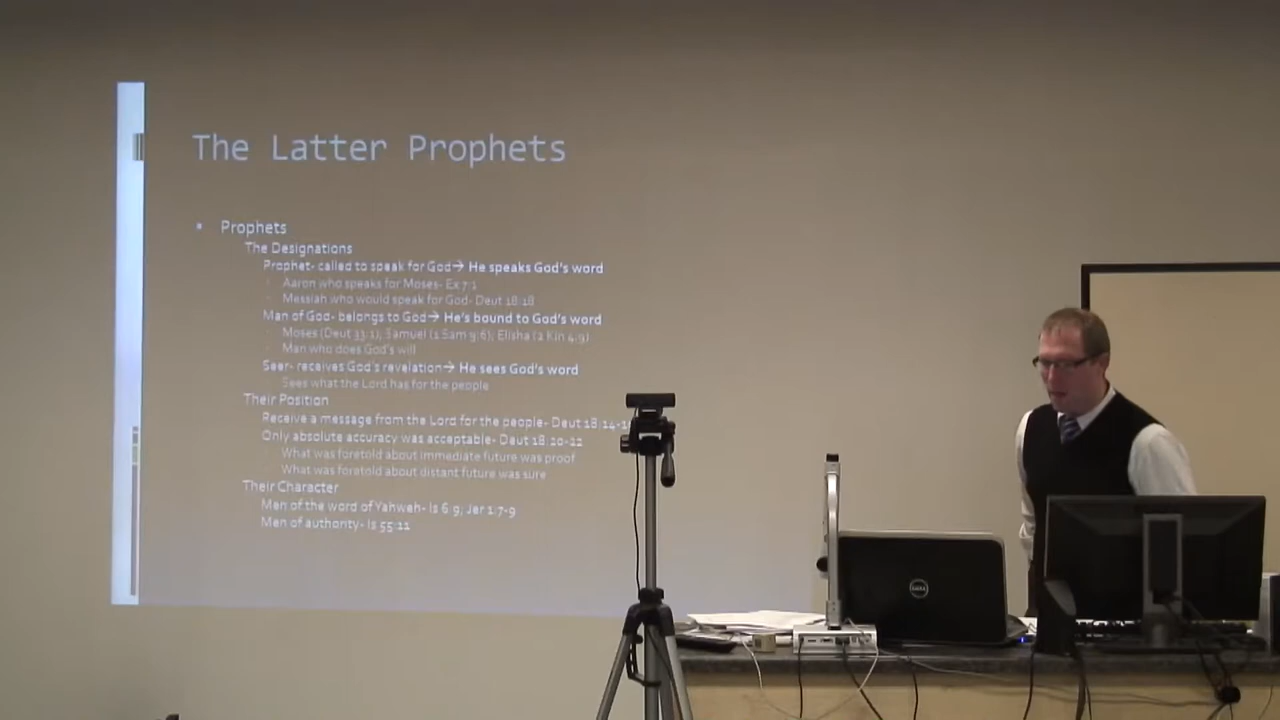 The Latter Prophets
Prophets
The Designations
Prophet- called to speak for God→ He speaks God's word
Aaron who speaks for Moses- Ex 7:1
Messiah who would speak for God- Deut 18:18
Man of God- belongs to God→ He's bound to God's word
Moses (Deut 33:1); Samuel (1 Sam 9:6); Elisha (2 Kin 4:9)
Man who does God's will
Seer- receives God's revelation→ He sees God's word
Sees what the Lord has for the people
Their Position
Receive a message from the Lord for the people- Deut
Only absolute accuracy was acceptable- Deut 18:20-22
What was foretold about immediate future was proof
What was foretold about distant future was sure
Their Character
Men of the word of Yahweh- Is 6:9; Jer 1:7-9
Men of authority- Is 55:11
DELL